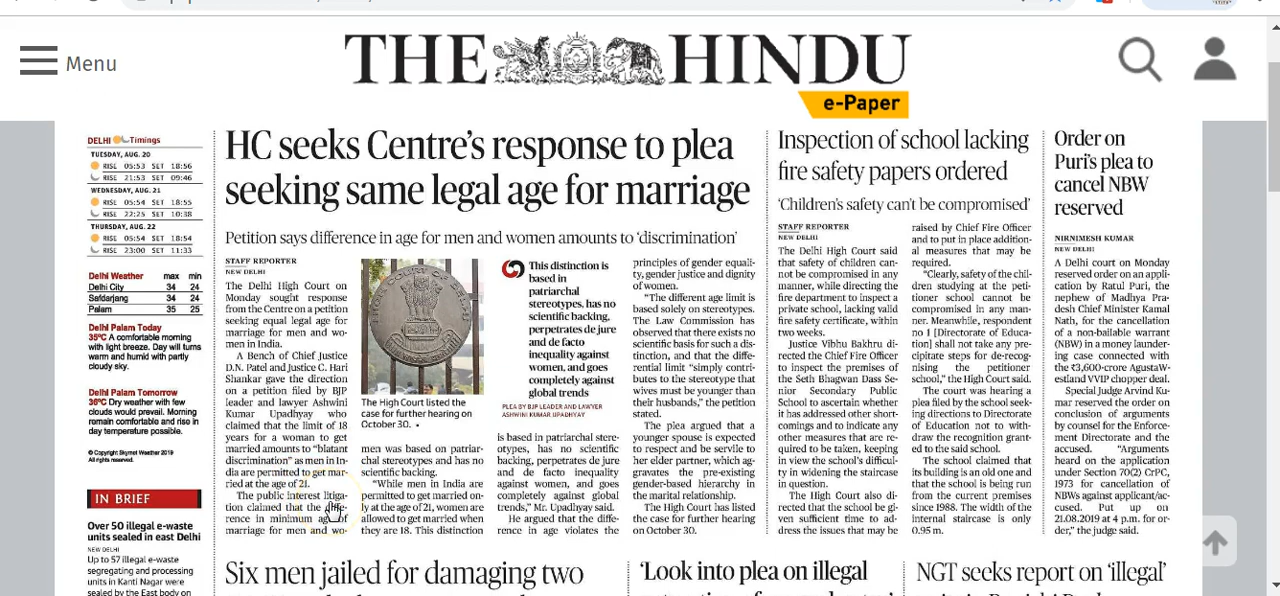 Menu
THE HINDU
e-Paper
DELHI Timings
TUESDAY, AUG. 20
RISE 05:53 SET 18:56
RISE 21:53 SET 09:46
WEDNESDAY, AUG. 21
RISE 05:54 SET 18:55
RISE 22:25 SET 10:38
THURSDAY, AUG. 22
RISE 05:54 SET 18:54
RISE 23:00 SET 11:33
Delhi Weather max min
Delhi City 34 24
Safdarjang 34 24
Palam 35 25
Delhi Palam Today
35°C A comfortable morning
with light breeze. Day will turn
warm and humid with partly
cloudy sky.
Delhi Palam Tomorrow
36°C Dry weather with few
clouds would prevail. Morning
remain comfortable and rise in
day temperature possible.
© Copyright Skymet Weather 2019
All rights reserved.
IN BRIEF
Over 50 illegal e-waste
units sealed in east Delhi
NEW DELHI
Up to 57 illegal e-waste
segregating and processing
units in Kanti Nagar were
sealed by the East body on
HC seeks Centre's response to plea
seeking same legal age for marriage
Petition says difference in age for men and women amounts to 'discrimination'
STAFF REPORTER
NEW DELHI
The Delhi High Court on
Monday sought response
from the Centre on a petition
seeking equal legal age for
marriage for men and wo-
men in India.
A Bench of Chief Justice
D.N. Patel and Justice C. Hari
Shankar gave the direction
on a petition filed by BJP
leader and lawyer Ashwini
Kumar Upadhyay who
claimed that the limit of 18
years for a woman to get
married amounts to “blatant
discrimination” as men in In-
dia are permitted to get mar-
ried at the age of 21.
The public interest litiga-
tion claimed that the diffe-
rence in minimum age of
marriage for men and wo-
The High Court listed the
case for further hearing on
October 30. •
men was based on patriar-
chal stereotypes and has no
scientific backing.
“While men in India are
permitted to get married on-
ly at the age of 21, women are
allowed to get married when
they are 18. This distinction
This distinction is
based in
patriarchal
stereotypes, has no
scientific backing,
perpetrates de jure
and de facto
inequality against
women, and goes
completely against
global trends
PLEA BY BJP LEADER AND LAWYER
ASHWINI KUMAR UPADHYAY
is based in patriarchal stere-
otypes, has no scientific
backing, perpetrates de jure
and de facto inequality
against women, and goes
completely against global
trends,” Mr. Upadhyay said.
He argued that the diffe-
rence in age violates the
principles of gender equali-
ty, gender justice and dignity
of women.
“The different age limit is
based solely on stereotypes.
The Law Commission has
observed that there exists no
scientific basis for such a dis-
tinction, and that the diffe-
rential limit “simply contri-
butes to the stereotype that
wives must be younger than
their husbands,” the petition
stated.
The plea argued that a
younger spouse is expected
to respect and be servile to
her elder partner, which ag-
gravates the pre-existing
gender-based hierarchy in
the marital relationship.
The High Court has listed
the case for further hearing
on October 30.
Inspection of school lacking
fire safety papers ordered
‘Children’s safety can’t be compromised’
STAFF REPORTER
NEW DELHI
The Delhi High Court said
that safety of children can-
not be compromised in any
manner, while directing the
fire department to inspect a
private school, lacking valid
fire safety certificate, within
two weeks.
Justice Vibhu Bakhru di-
rected the Chief Fire Officer
to inspect the premises of
the Seth Bhagwan Dass Se-
nior Secondary Public
School to ascertain whether
it has addressed other short-
comings and to indicate any
other measures that are re-
quired to be taken, keeping
in view the school's difficul-
ty in widening the staircase
in question.
The High Court also di-
rected that the school be gi-
ven sufficient time to ad-
dress the issues that may be
raised by Chief Fire Officer
and to put in place addition-
al measures that may be
required.
“Clearly, safety of the chil-
dren studying at the peti-
tioner school cannot be
compromised in any man-
ner. Meanwhile, respondent
no 1 [Directorate of Educa-
tion] shall not take any pre-
cipitate steps for de-recog-
nising the petitioner
school,” the High Court said.
The court was hearing a
plea filed by the school seek-
ing directions to Directorate
of Education not to with-
draw the recognition grant-
ed to the said school.
The school claimed that
its building is an old one and
that the school is being run
from the current premises
since 1988. The width of the
internal staircase is only
0.95 m.
Order on
Puri's plea to
cancel NBW
reserved
NIRNIMESH KUMAR
NEW DELHI
A Delhi court on Monday
reserved order on an appli-
cation by Ratul Puri, the
nephew of Madhya Pra-
desh Chief Minister Kamal
Nath, for the cancellation
of a non-bailable warrant
(NBW) in a money launder-
ing case connected with
the ₹3,600-crore AgustaW-
estland VVIP chopper deal.
Special Judge Arvind Ku-
mar reserved the order on
conclusion of arguments
by counsel for the Enforce-
ment Directorate and the
accused. “Arguments
heard on the application
under Section 70(2) CrPC,
1973 for cancellation of
NBWs against applicant/ac-
cused. Put up on
21.08.2019 at 4 p.m. for or-
der,” the judge said.
Six men jailed for damaging two
‘Look into plea on illegal
NGT seeks report on ‘illegal’